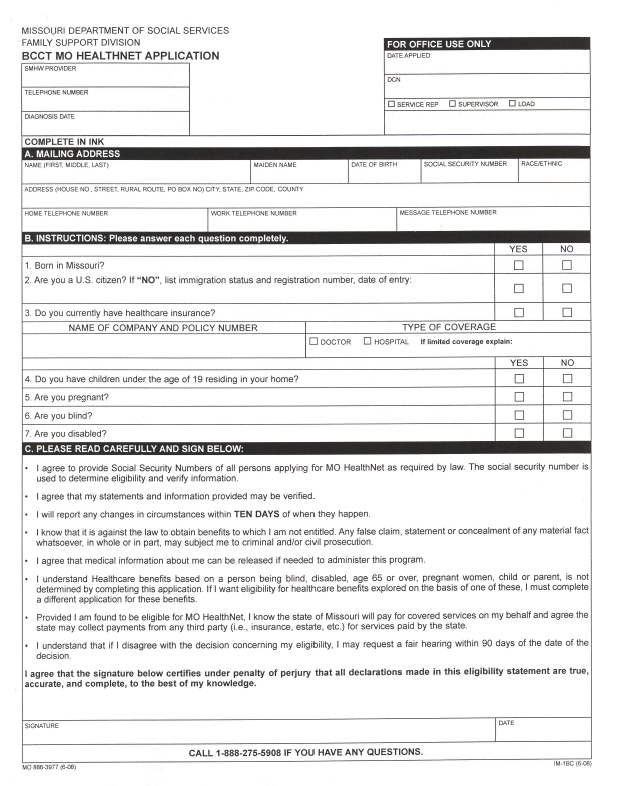 MISSOURI DEPARTMENT OF SOCIAL SERVICES
FAMILY SUPPORT DIVISION
BCCT MO HEALTHNET APPLICATION
FOR OFFICE USE ONLY
SMHW PROVIDER
DATE APPLIED
TELEPHONE NUMBER
DCN
SERVICE REP SUPERVISOR LOAD
DIAGNOSIS DATE
COMPLETE IN INK
A. MAILING ADDRESS
NAME (FIRST, MIDDLE, LAST) MAIDEN NAME DATE OF BIRTH SOCIAL SECURITY NUMBER RACE/ETHNIC
ADDRESS (HOUSE NO., STREET, RURAL ROUTE, PO BOX NO) CITY, STATE, ZIP CODE, COUNTY
HOME TELEPHONE NUMBER WORK TELEPHONE NUMBER MESSAGE TELEPHONE NUMBER
B. INSTRUCTIONS: Please answer each question completely.
YES NO
1. Born in Missouri?
2. Are you a U.S. citizen? If “NO”, list immigration status and registration number, date of entry:
3. Do you currently have healthcare insurance?
NAME OF COMPANY AND POLICY NUMBER TYPE OF COVERAGE
DOCTOR HOSPITAL If limited coverage explain:
YES NO
4. Do you have children under the age of 19 residing in your home?
5. Are you pregnant?
6. Are you blind?
7. Are you disabled?
C. PLEASE READ CAREFULLY AND SIGN BELOW:
• I agree to provide Social Security Numbers of all persons applying for MO HealthNet as required by law. The social security number is
used to determine eligibility and verify information.
• I agree that my statements and information provided may be verified.
• I will report any changes in circumstances within TEN DAYS of when they happen.
• I know that it is against the law to obtain benefits to which I am not entitled. Any false claim, statement or concealment of any material fact
whatsoever, in whole or in part, may subject me to criminal and/or civil prosecution.
• I agree that medical information about me can be released if needed to administer this program.
• I understand Healthcare benefits based on a person being blind, disabled, age 65 or over, pregnant women, child or parent, is not
determined by completing this application. If I want eligibility for healthcare benefits explored on the basis of one of these, I must complete
a different application for these benefits.
• Provided I am found to be eligible for MO HealthNet, I know the state of Missouri will pay for covered services on my behalf and agree the
state may collect payments from any third party (i.e., insurance, estate, etc.) for services paid by the state.
• I understand that if I disagree with the decision concerning my eligibility, I may request a fair hearing within 90 days of the date of the
decision.
I agree that the signature below certifies under penalty of perjury that all declarations made in this eligibility statement are true,
accurate, and complete, to the best of my knowledge.
SIGNATURE DATE
CALL 1-888-275-5908 IF YOU HAVE ANY QUESTIONS.
MO 886-3977 (6-08) IM-1BC (6-08)